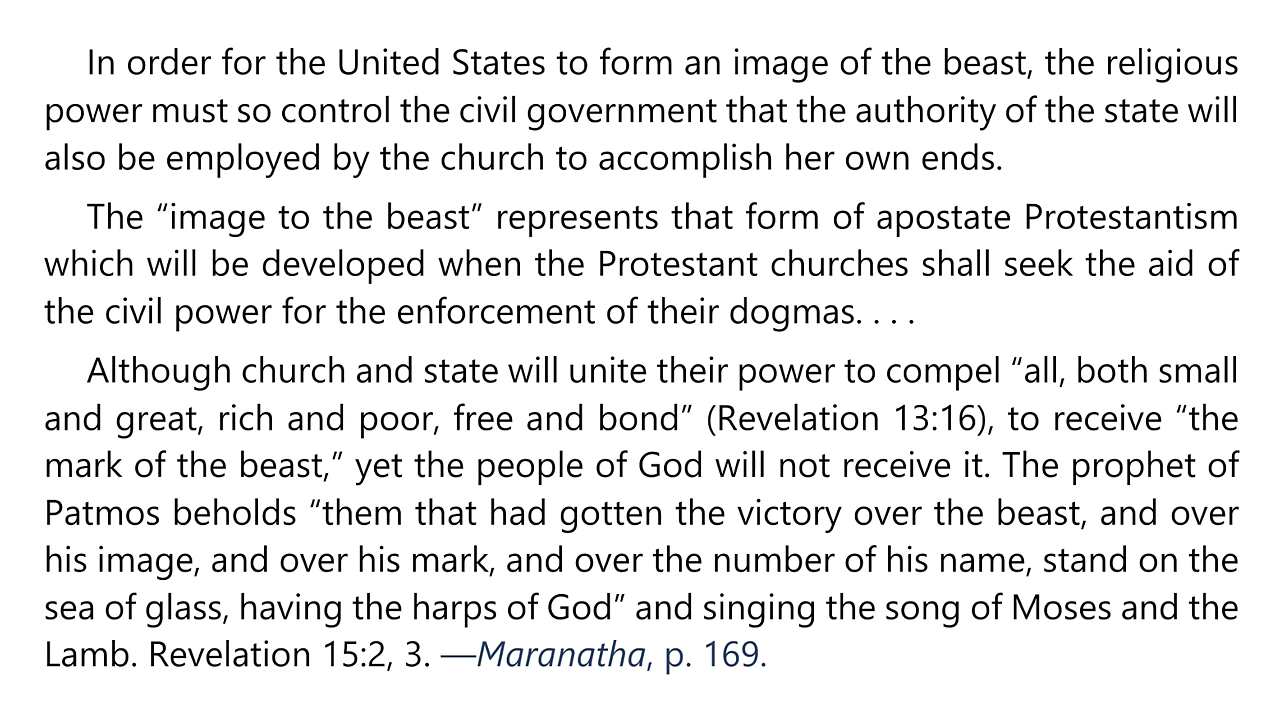 In order for the United States to form an image of the beast, the religious
power must so control the civil government that the authority of the state will
also be employed by the church to accomplish her own ends.
The “image to the beast” represents that form of apostate Protestantism
which will be developed when the Protestant churches shall seek the aid of
the civil power for the enforcement of their dogmas. . . .
Although church and state will unite their power to compel “all, both small
and great, rich and poor, free and bond” (Revelation 13:16), to receive “the
mark of the beast,” yet the people of God will not receive it. The prophet of
Patmos beholds “them that had gotten the victory over the beast, and over
his image, and over his mark, and over the number of his name, stand on the
sea of glass, having the harps of God” and singing the song of Moses and the
Lamb. Revelation 15:2, 3. —Maranatha, p. 169.